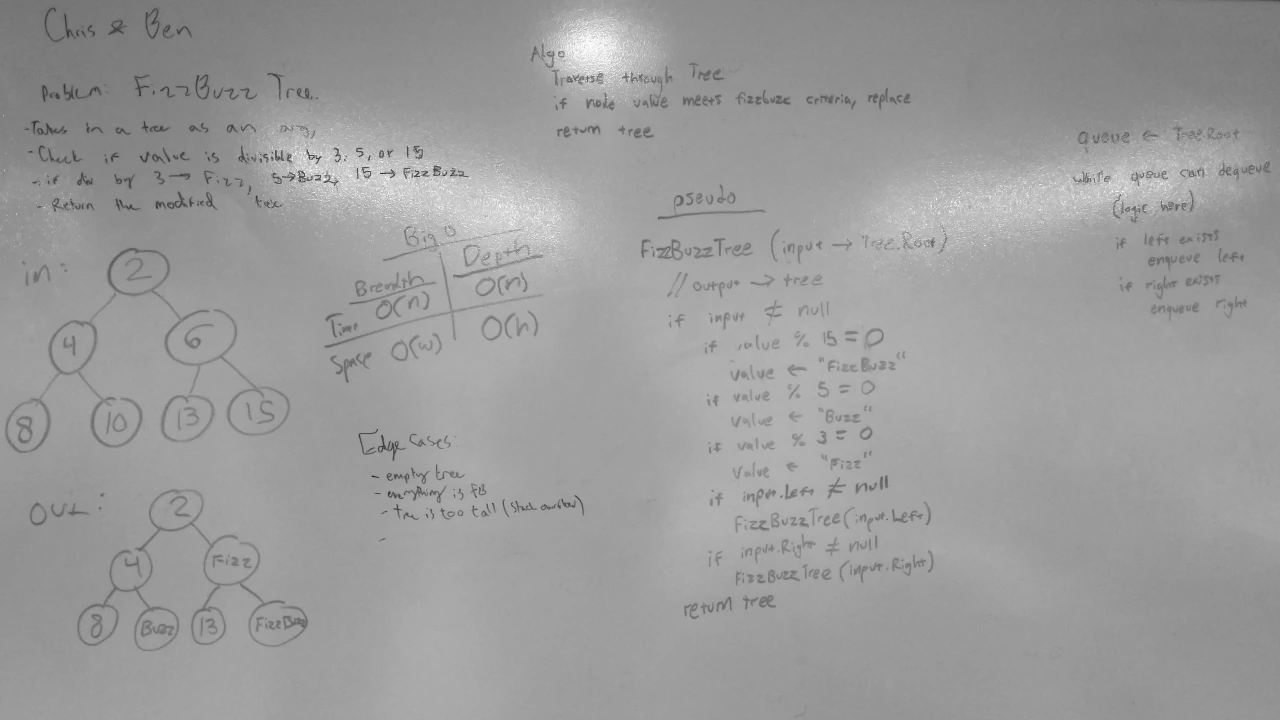 Chris & Ben
Problem: FizzBuzz Tree.
- Takes in a tree as an arg,
- Check if value is divisible by 3, 5, or 15
- if div by 3 → Fizz, 5→Buzz, 15 → FizzBuzz
- Return the modified tree
in:
2
4 6
8 10 13 15
OUT:
2
4 Fizz
8 Buzz 13 FizzBuzz
Big O
Breadth Depth
Time O(n) O(n)
Space O(w) O(h)
Edge Cases:
- empty tree
- everything is FB
- tree is too tall (stack overflow)
-
Algo
Traverse through Tree
if node value meets fizzbuzz criteria, replace
return tree
pseudo
FizzBuzzTree (input → Tree.Root)
// output → tree
if input ≠ null
if value % 15 = 0
value ← "FizzBuzz"
if value % 5 = 0
value ← "Buzz"
if value % 3 = 0
value ← "Fizz"
if input.Left ≠ null
FizzBuzzTree (input.Left)
if input.Right ≠ null
FizzBuzzTree (input.Right)
return tree
queue ← Tree.Root
while queue can dequeue
(logic here)
if left exists
enqueue left
if right exists
enqueue right